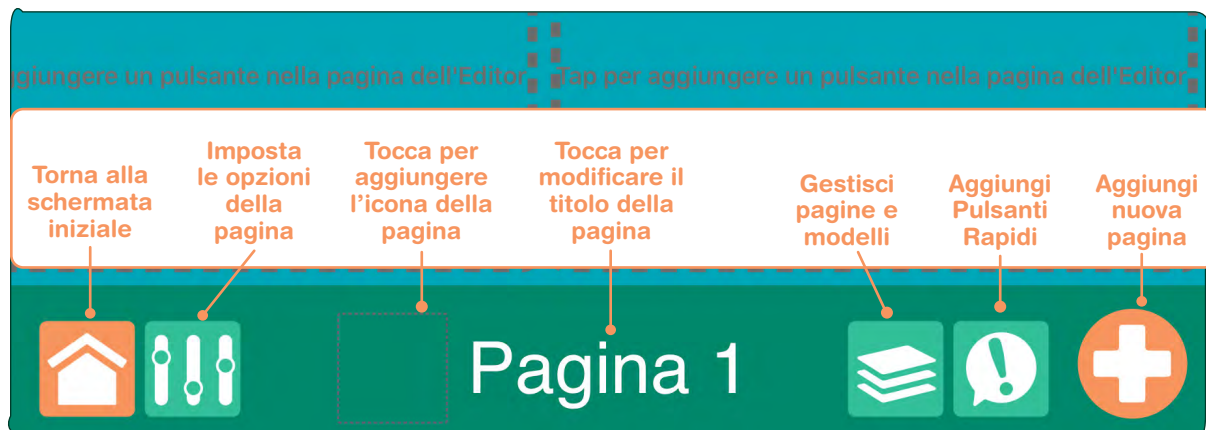 ggiungere un pulsante nella pagina dell'Editor
Tap per aggiungere un pulsante nella pagina dell'Editor
Torna alla
schermata
iniziale
Imposta
le opzioni
della
pagina
Tocca per
aggiungere
l'icona della
pagina
Tocca per
modificare il
titolo della
pagina
Gestisci
pagine e
modelli
Aggiungi
Pulsanti
Rapidi
Aggiungi
nuova
pagina
Pagina 1